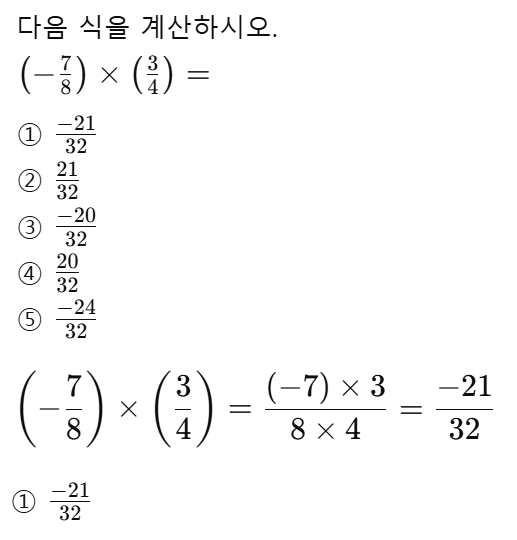 다음 식을 계산하시오.
(−7/8) × (3/4) =
① −21/32
② 21/32
③ −20/32
④ 20/32
⑤ −24/32
(−7/8) × (3/4) = (−7) × 3 / 8 × 4 = −21/32
① −21/32